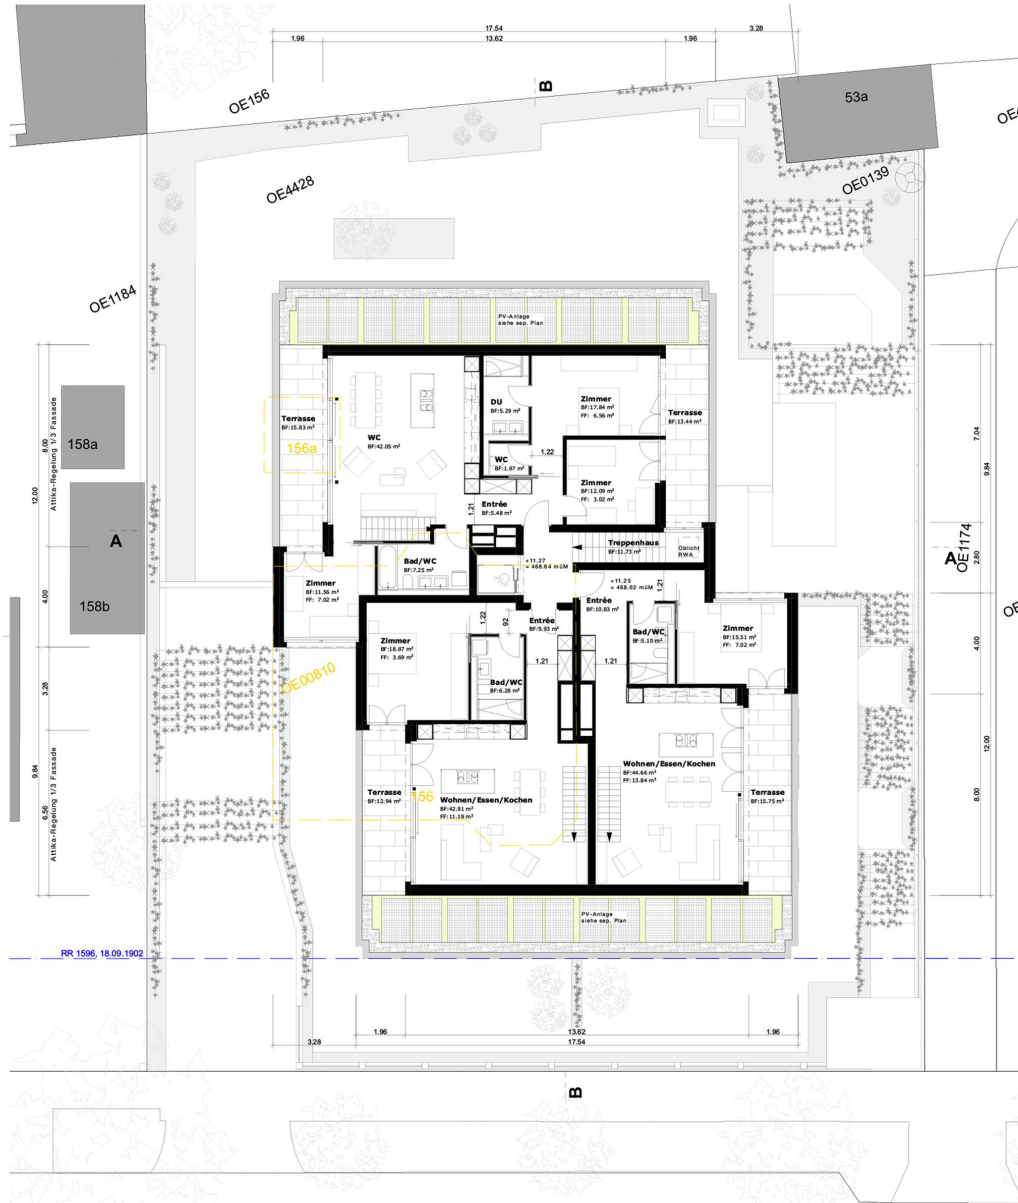 17.54
3.28
1.96
13.62
1.96
B
OE156
53a
OE4428
OE0139
OE1184
PV-Anlage
siehe sep. Plan
158a
158b
A
12.00
8.00
4.00
3.28
9.84
6.56
Attika-Regelung 1/3 Fassade
Attika-Regelung 1/3 Fassade
Terrasse
BF:15.83 m²
156a
WC
BF:42.05 m²
DU
BF:5.29 m²
Zimmer
BF:17.84 m²
FF: 6.56 m²
Terrasse
BF:13.44 m²
WC
BF:1.87 m²
1.22
Zimmer
BF:12.09 m²
FF: 3.02 m²
Entrée
BF:5.48 m²
1.21
Treppenhaus
BF:11.73 m²
Oblicht
RWA
7.04
9.84
2.80
4.00
12.00
8.00
A
OE1174
Bad/WC
BF:7.25 m²
+11.27
= 468.64 müM
Zimmer
BF:11.56 m²
FF: 7.02 m²
+11.25
= 468.62 müM
1.21
Entrée
BF:10.83 m²
Entrée
BF:9.93 m²
1.22
92
Zimmer
BF:18.87 m²
FF: 3.69 m²
Bad/WC
BF:5.10 m²
Zimmer
BF:15.51 m²
FF: 7.02 m²
1.21
1.21
Bad/WC
BF:6.28 m²
OE00810
Terrasse
BF:12.94 m²
156
Wohnen/Essen/Kochen
BF:42.91 m²
FF:11.18 m²
Wohnen/Essen/Kochen
BF:44.66 m²
FF:13.84 m²
Terrasse
BF:15.75 m²
PV-Anlage
siehe sep. Plan
RR 1596, 18.09.1902
1.96
13.62
1.96
3.28
17.54
B